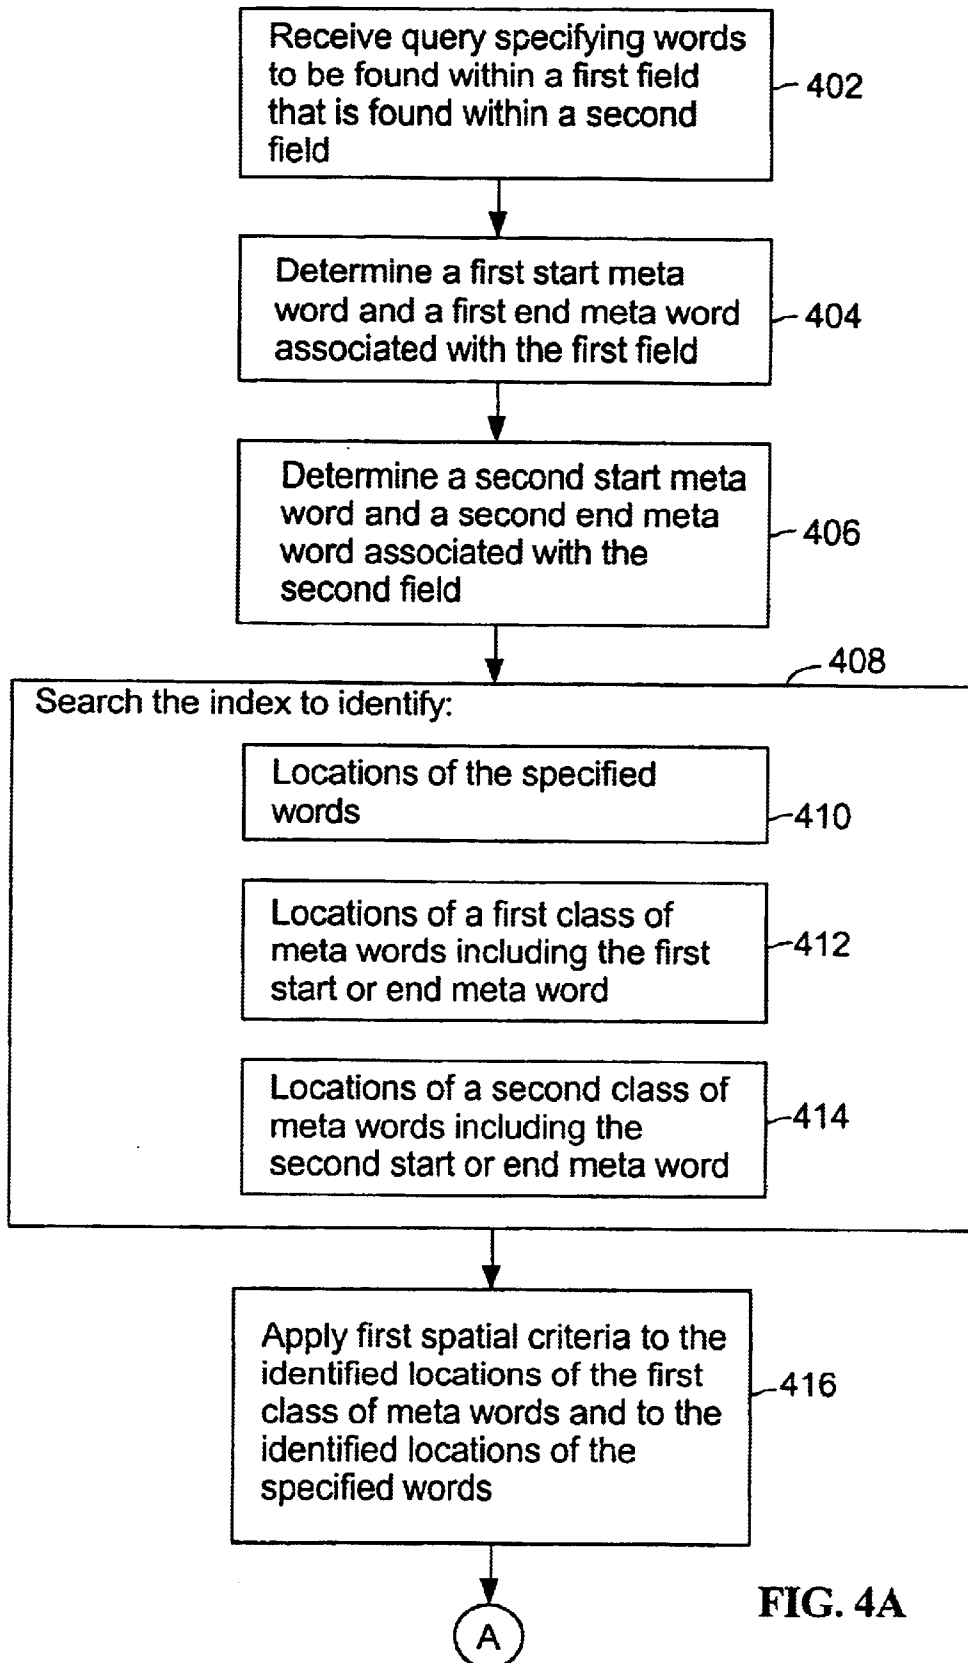 Receive query specifying words
to be found within a first field
that is found within a second
field
402
Determine a first start meta
word and a first end meta word
associated with the first field
404
Determine a second start meta
word and a second end meta
word associated with the
second field
406
408
Search the index to identify:
Locations of the specified
words
410
Locations of a first class of
meta words including the first
start or end meta word
412
Locations of a second class of
meta words including the
second start or end meta word
414
Apply first spatial criteria to the
identified locations of the first
class of meta words and to the
identified locations of the
specified words
416
A
FIG. 4A